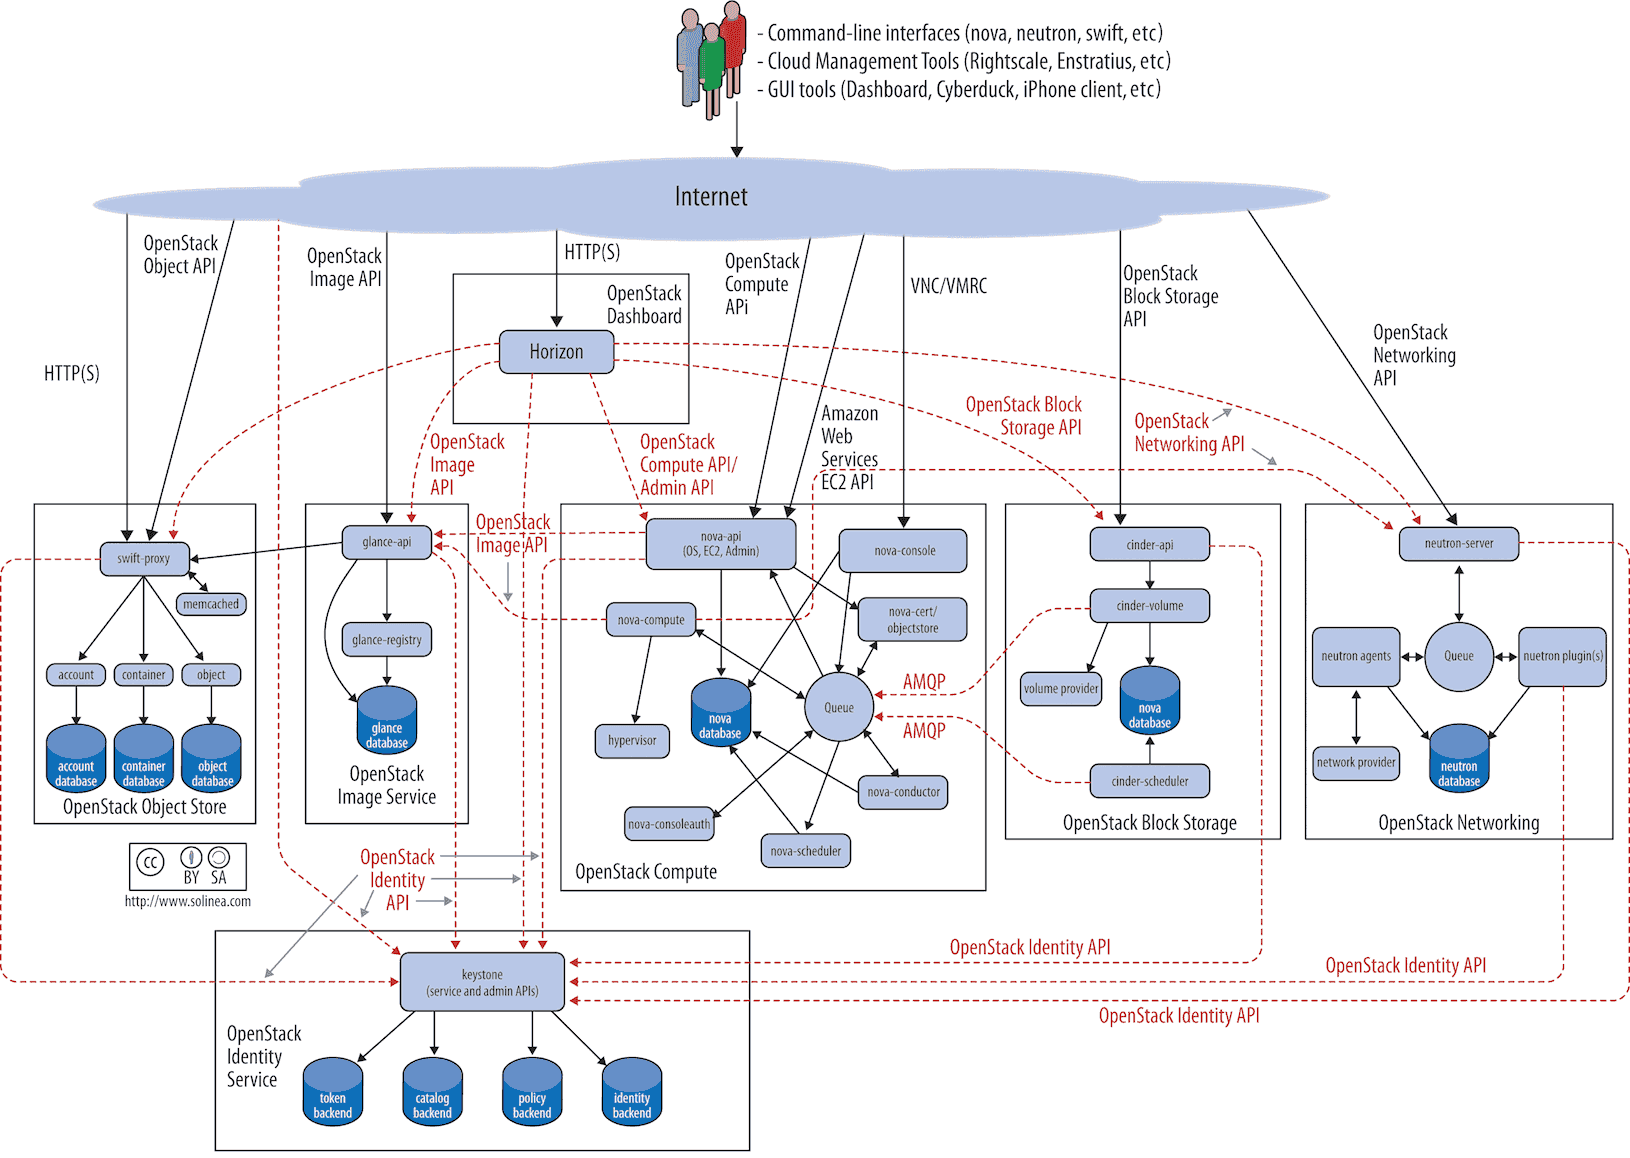 - Command-line interfaces (nova, neutron, swift, etc)
- Cloud Management Tools (Rightscale, Enstratius, etc)
- GUI tools (Dashboard, Cyberduck, iPhone client, etc)
Internet
OpenStack
Object API
OpenStack
Image API
HTTP(S)
OpenStack
Compute
APi
VNC/VMRC
OpenStack
Block Storage
API
OpenStack
Networking
API
HTTP(S)
OpenStack
Dashboard
Horizon
OpenStack
Image
API
OpenStack
Compute API/
Admin API
Amazon
Web
Services
EC2 API
OpenStack Block
Storage API
OpenStack
Networking API
OpenStack
Image API
swift-proxy
memcached
account
container
object
account
database
container
database
object
database
OpenStack Object Store
glance-api
glance-registry
glance
database
OpenStack
Image Service
nova-api
(OS, EC2, Admin)
nova-console
nova-compute
nova-cert/
objectstore
hypervisor
nova
database
Queue
nova-conductor
nova-consoleauth
nova-scheduler
OpenStack Compute
AMQP
AMQP
cinder-api
cinder-volume
volume provider
nova
database
cinder-scheduler
OpenStack Block Storage
neutron-server
neutron agents
Queue
nuetron plugin(s)
network provider
neutron
database
OpenStack Networking
cc
BY SA
http://www.solinea.com
OpenStack
Identity
API
OpenStack Identity API
OpenStack Identity API
OpenStack Identity API
keystone
(service and admin APIs)
OpenStack
Identity
Service
token
backend
catalog
backend
policy
backend
identity
backend